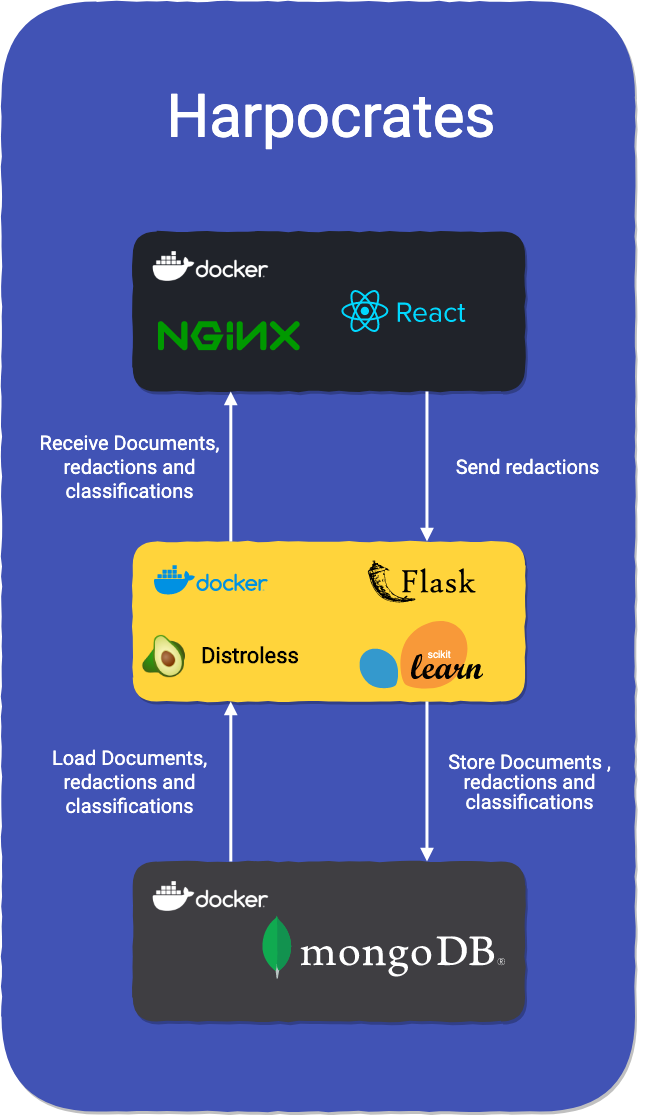 Harpocrates
docker
NGINX
React
Receive Documents,
redactions and
classifications
Send redactions
docker
Flask
Distroless
scikit
learn
Load Documents,
redactions and
classifications
Store Documents ,
redactions and
classifications
docker
mongoDB®